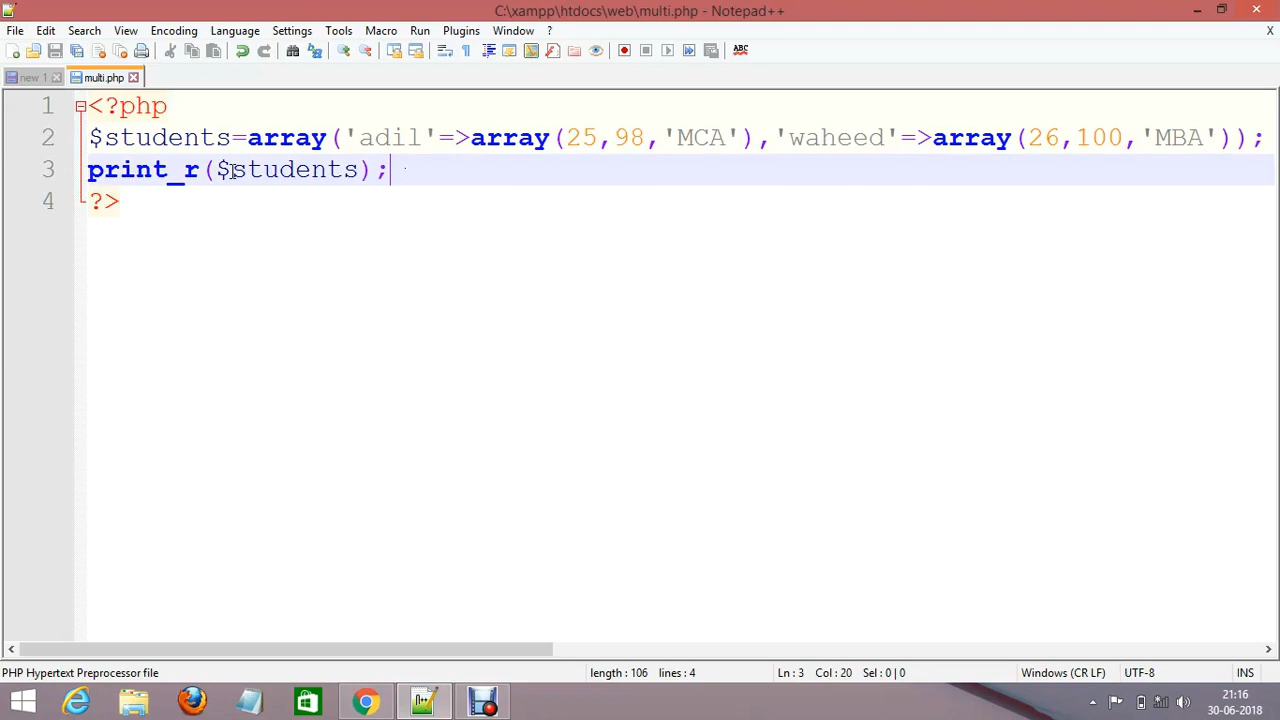 C:\xampp\htdocs\web\multi.php - Notepad++
File Edit Search View Encoding Language Settings Tools Macro Run Plugins Window ? X
new 1 multi.php
1 <?php
2 $students=array('adil'=>array(25,98,'MCA'),'waheed'=>array(26,100,'MBA'));
3 print_r($students);
4 ?>
PHP Hypertext Preprocessor file length : 106 lines : 4 Ln : 3 Col : 20 Sel : 0 | 0 Windows (CR LF) UTF-8 INS
21:16
30-06-2018